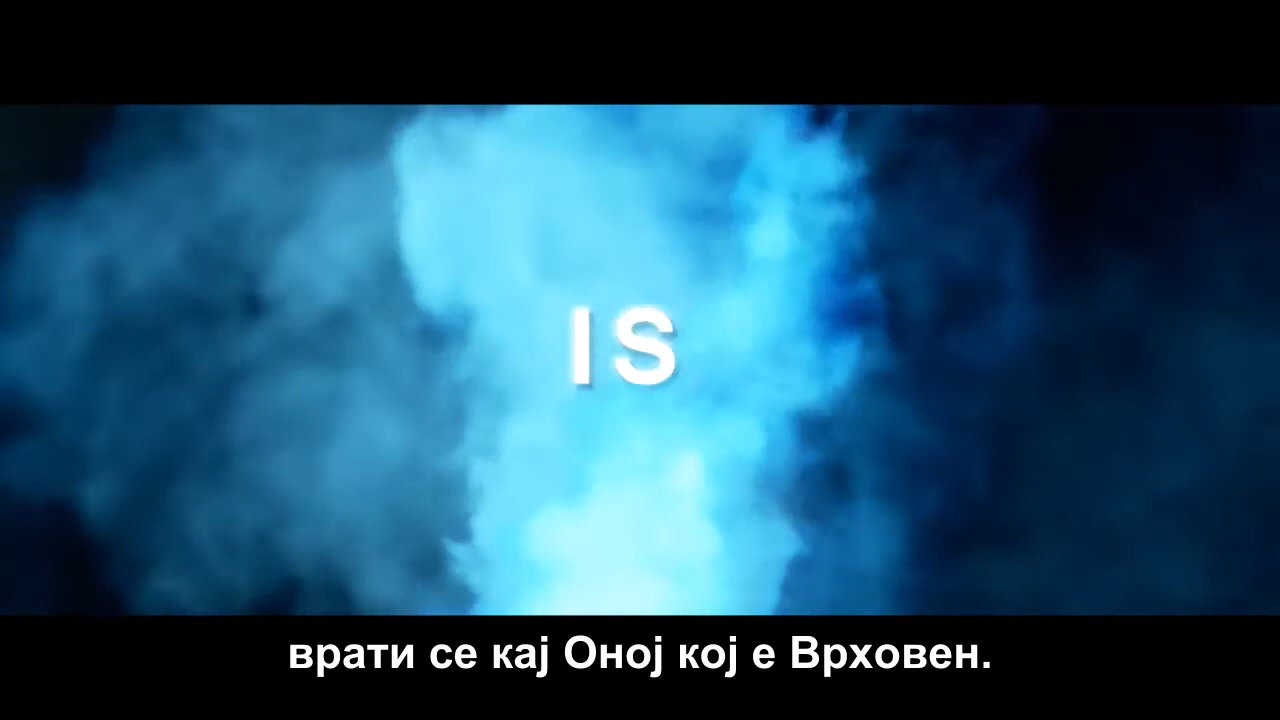 IS
врати се кај Оној кој е Врховен.